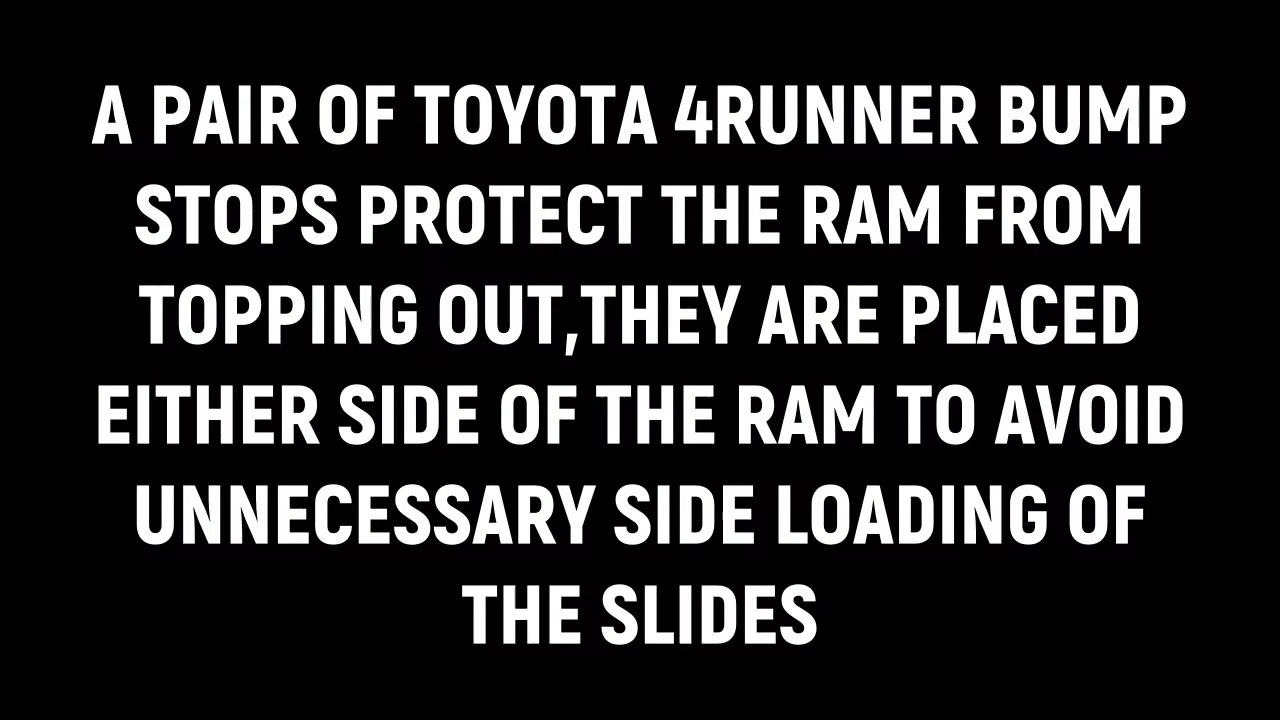 A PAIR OF TOYOTA 4RUNNER BUMP
STOPS PROTECT THE RAM FROM
TOPPING OUT,THEY ARE PLACED
EITHER SIDE OF THE RAM TO AVOID
UNNECESSARY SIDE LOADING OF
THE SLIDES